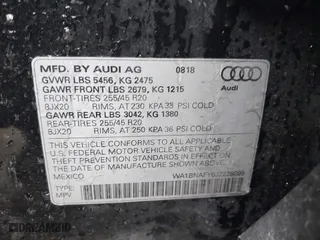 MFD. BY AUDI AG 0818
Audi
GVWR LBS 5456, KG 2475
GAWR FRONT LBS 2679, KG 1215
FRONT-TIRES 255/45 R20
8JX20 RIMS, AT 230 KPA 33 PSI COLD
GAWR REAR LBS 3042, KG 1380
REAR-TIRES 255/45 R20
8JX20 RIMS, AT 250 KPA 36 PSI COLD
THIS VEHICLE CONFORMS TO ALL APPLICABLE
U.S. FEDERAL MOTOR VEHICLE SAFETY
STANDARDS IN EFFECT ON THE DATE
OF MANUFACTURE SHOWN ABOVE
MEXICO
TYPE:
MPV